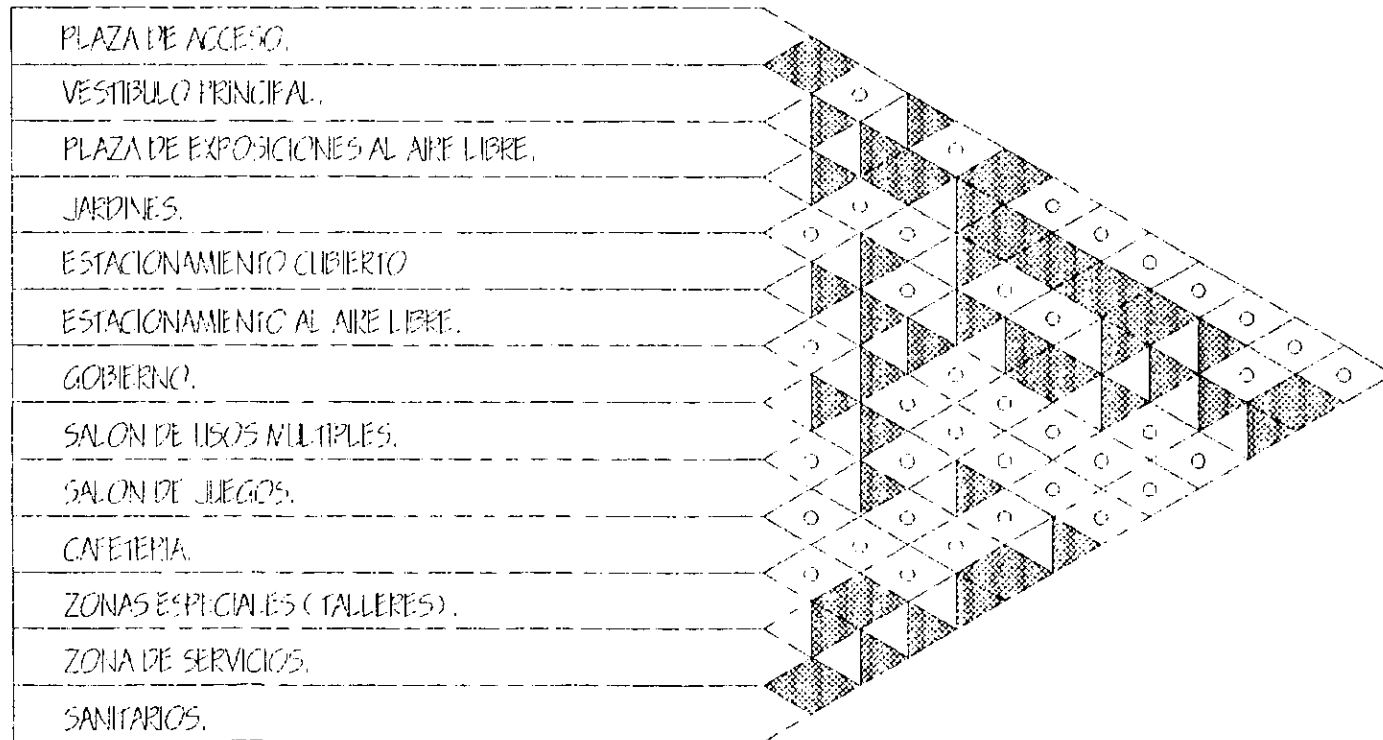 PLAZA DE ACCESO.
VESTIBULO PRINCIPAL.
PLAZA DE EXPOSICIONES AL AIRE LIBRE.
JARDINES.
ESTACIONAMIENTO CUBIERTO
ESTACIONAMIENTO AL AIRE LIBRE.
GOBIERNO.
SALON DE USOS MULTIPLES.
SALON DE JUEGOS.
CAFETERIA.
ZONAS ESPECIALES ( TALLERES ).
ZONA DE SERVICIOS.
SANITARIOS.